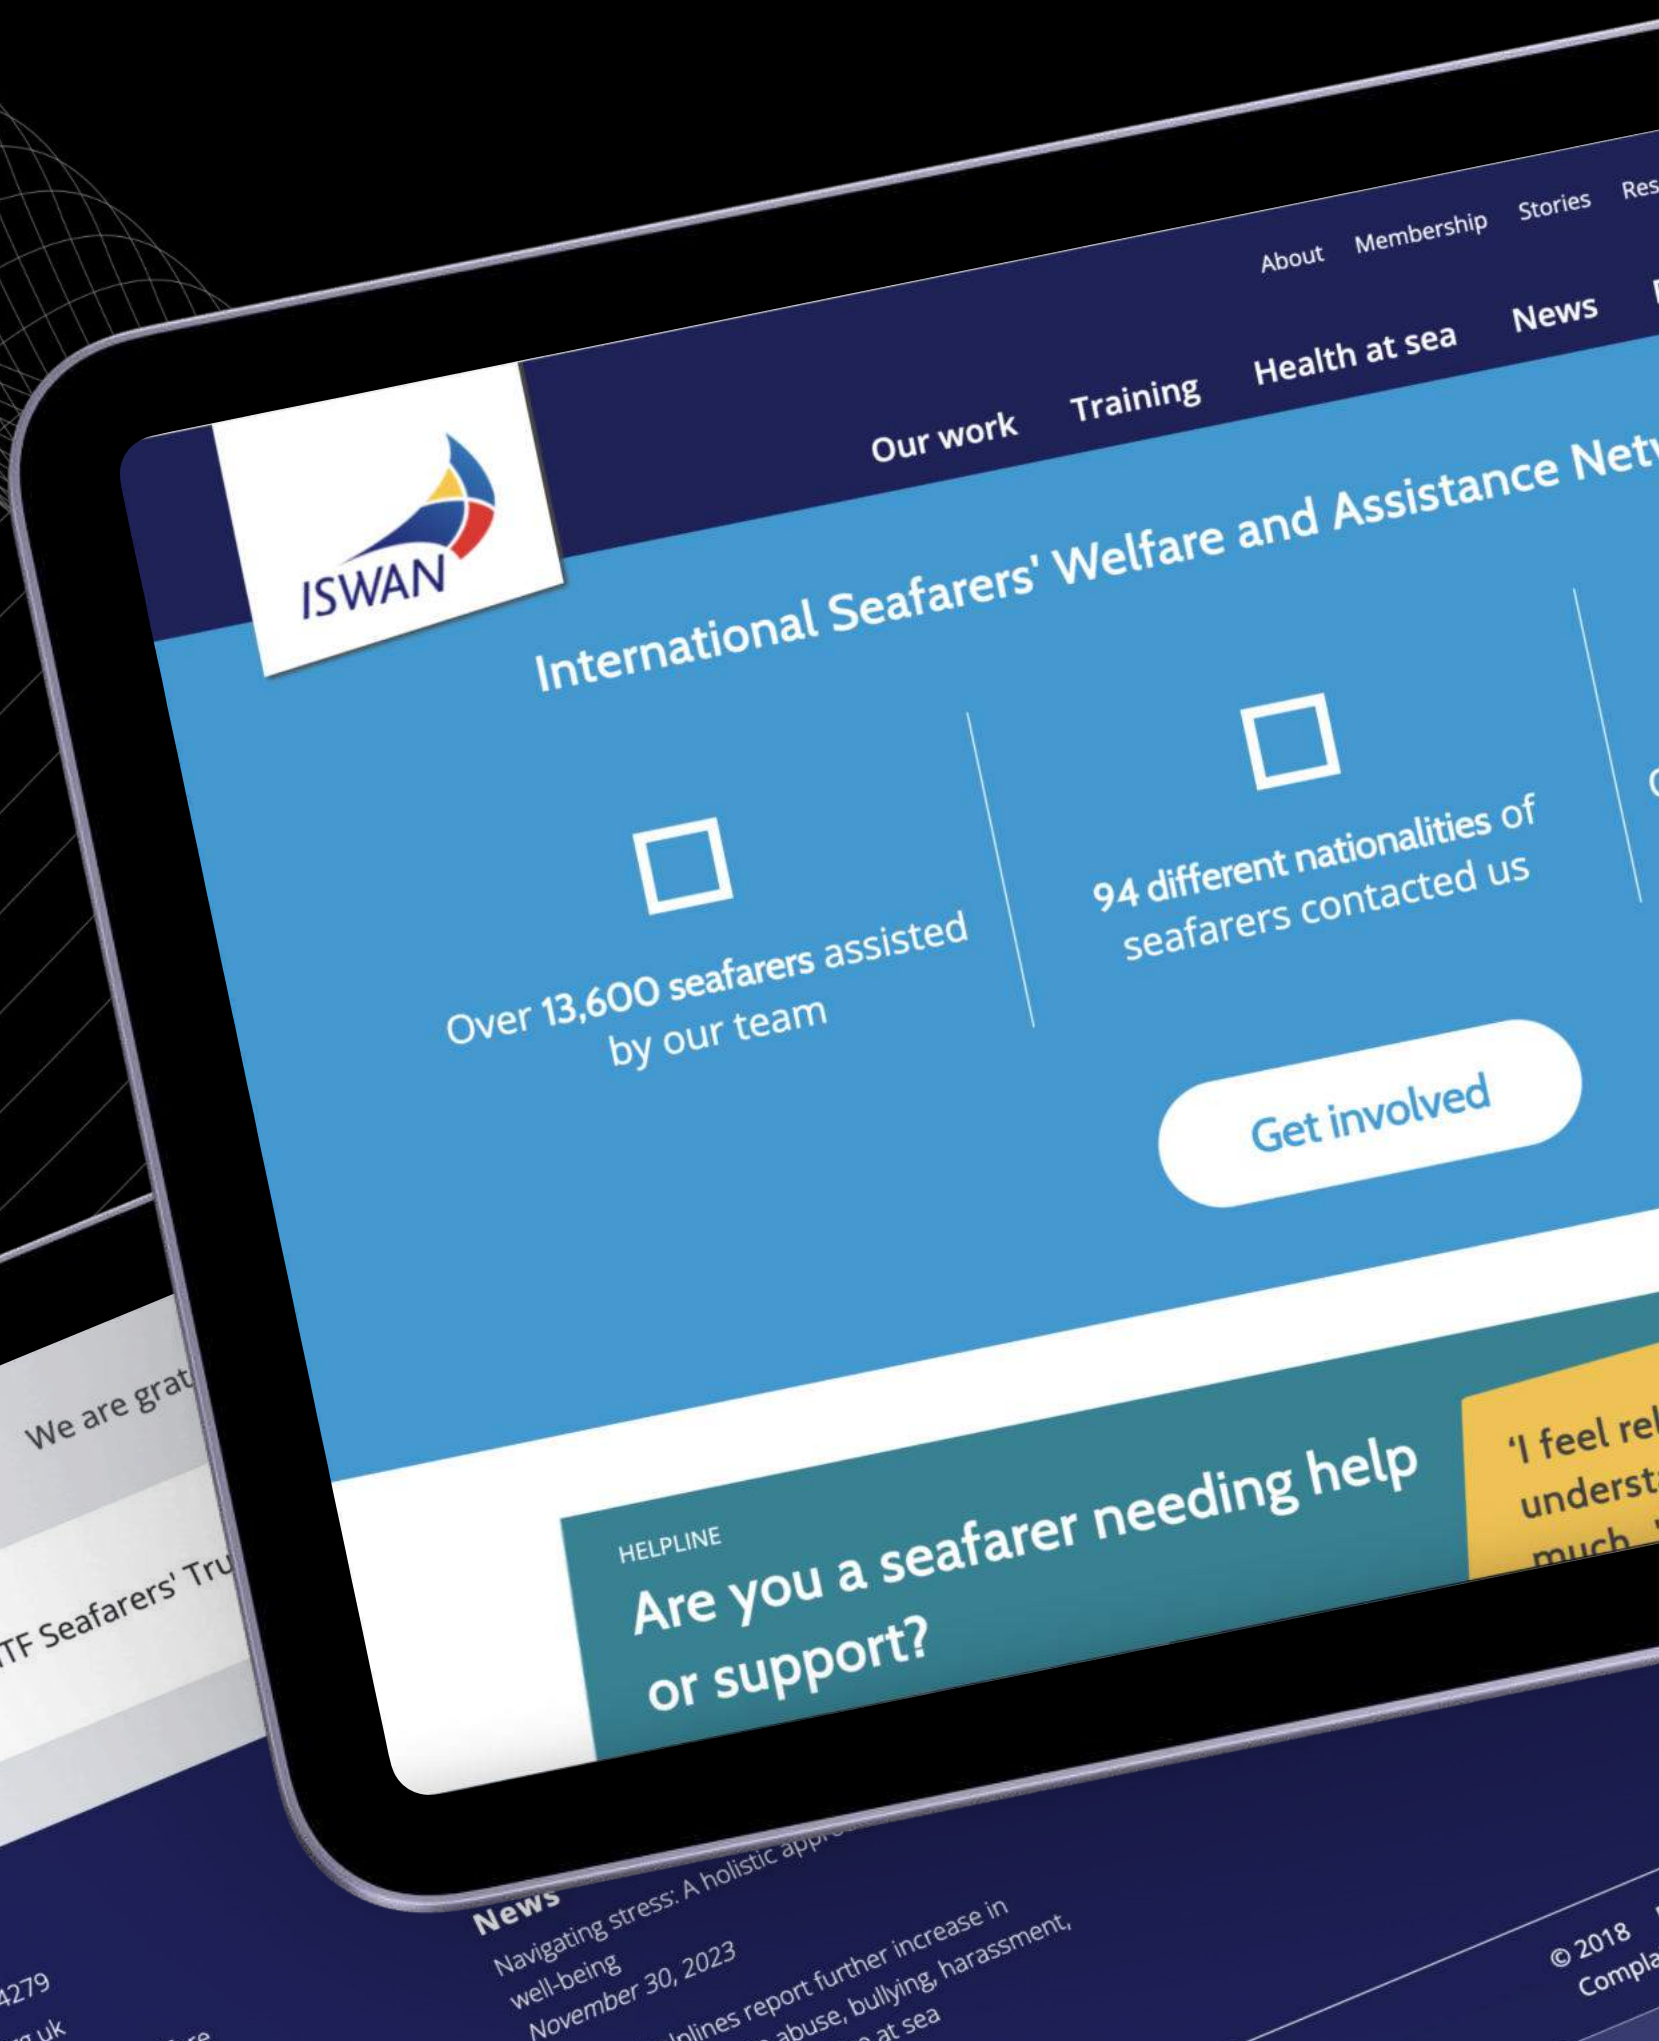 About Membership Stories
Our work Training Health at sea News
ISWAN
International Seafarers' Welfare and Assistance
Over 13,600 seafarers assisted
by our team
94 different nationalities of
seafarers contacted us
Get involved
HELPLINE
Are you a seafarer needing help
or support?
'I feel
much
We are
Seafarers'
News
Navigating stress: A holistic
well-being
November 30, 2023
report further increase in
abuse, bullying, harassment,
at sea
4279
© 2018